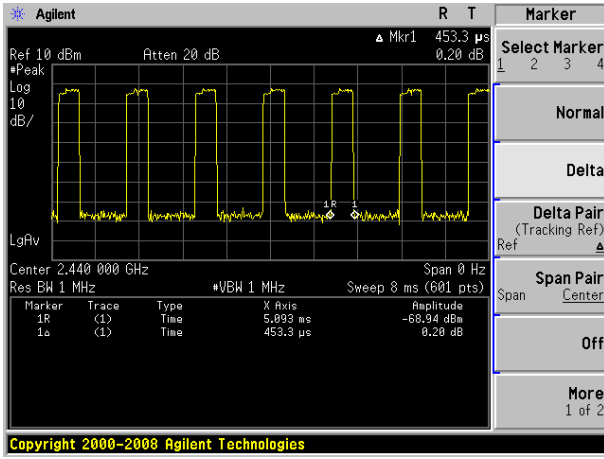 Agilent R T Marker
Δ Mkr1 453.3 µs
Ref 10 dBm Atten 20 dB 0.20 dB
#Peak
Log
10
dB/
1R 1
LgAv
Center 2.440 000 GHz Span 0 Hz
Res BW 1 MHz #VBW 1 MHz Sweep 8 ms (601 pts)
Marker Trace Type X Axis Amplitude
1R (1) Time 5.093 ms -68.94 dBm
1Δ (1) Time 453.3 µs 0.20 dB
Select Marker
1 2 3 4
Normal
Delta
Delta Pair
(Tracking Ref)
Ref Δ
Span Pair
Span Center
Off
More
1 of 2
Copyright 2000-2008 Agilent Technologies